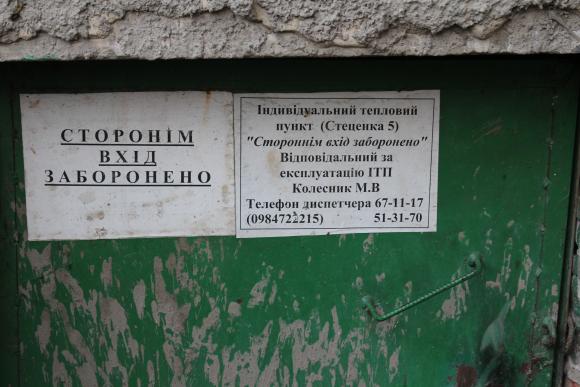 СТОРОНІМ
ВХІД
ЗАБОРОНЕНО
Індивідуальний тепловий
пункт (Стеценка 5)
"Стороннім вхід заборонено"
Відповідальний за
експлуатацію ІТП
Колесник М.В
Телефон диспетчера 67-11-17
(0984722215) 51-31-70